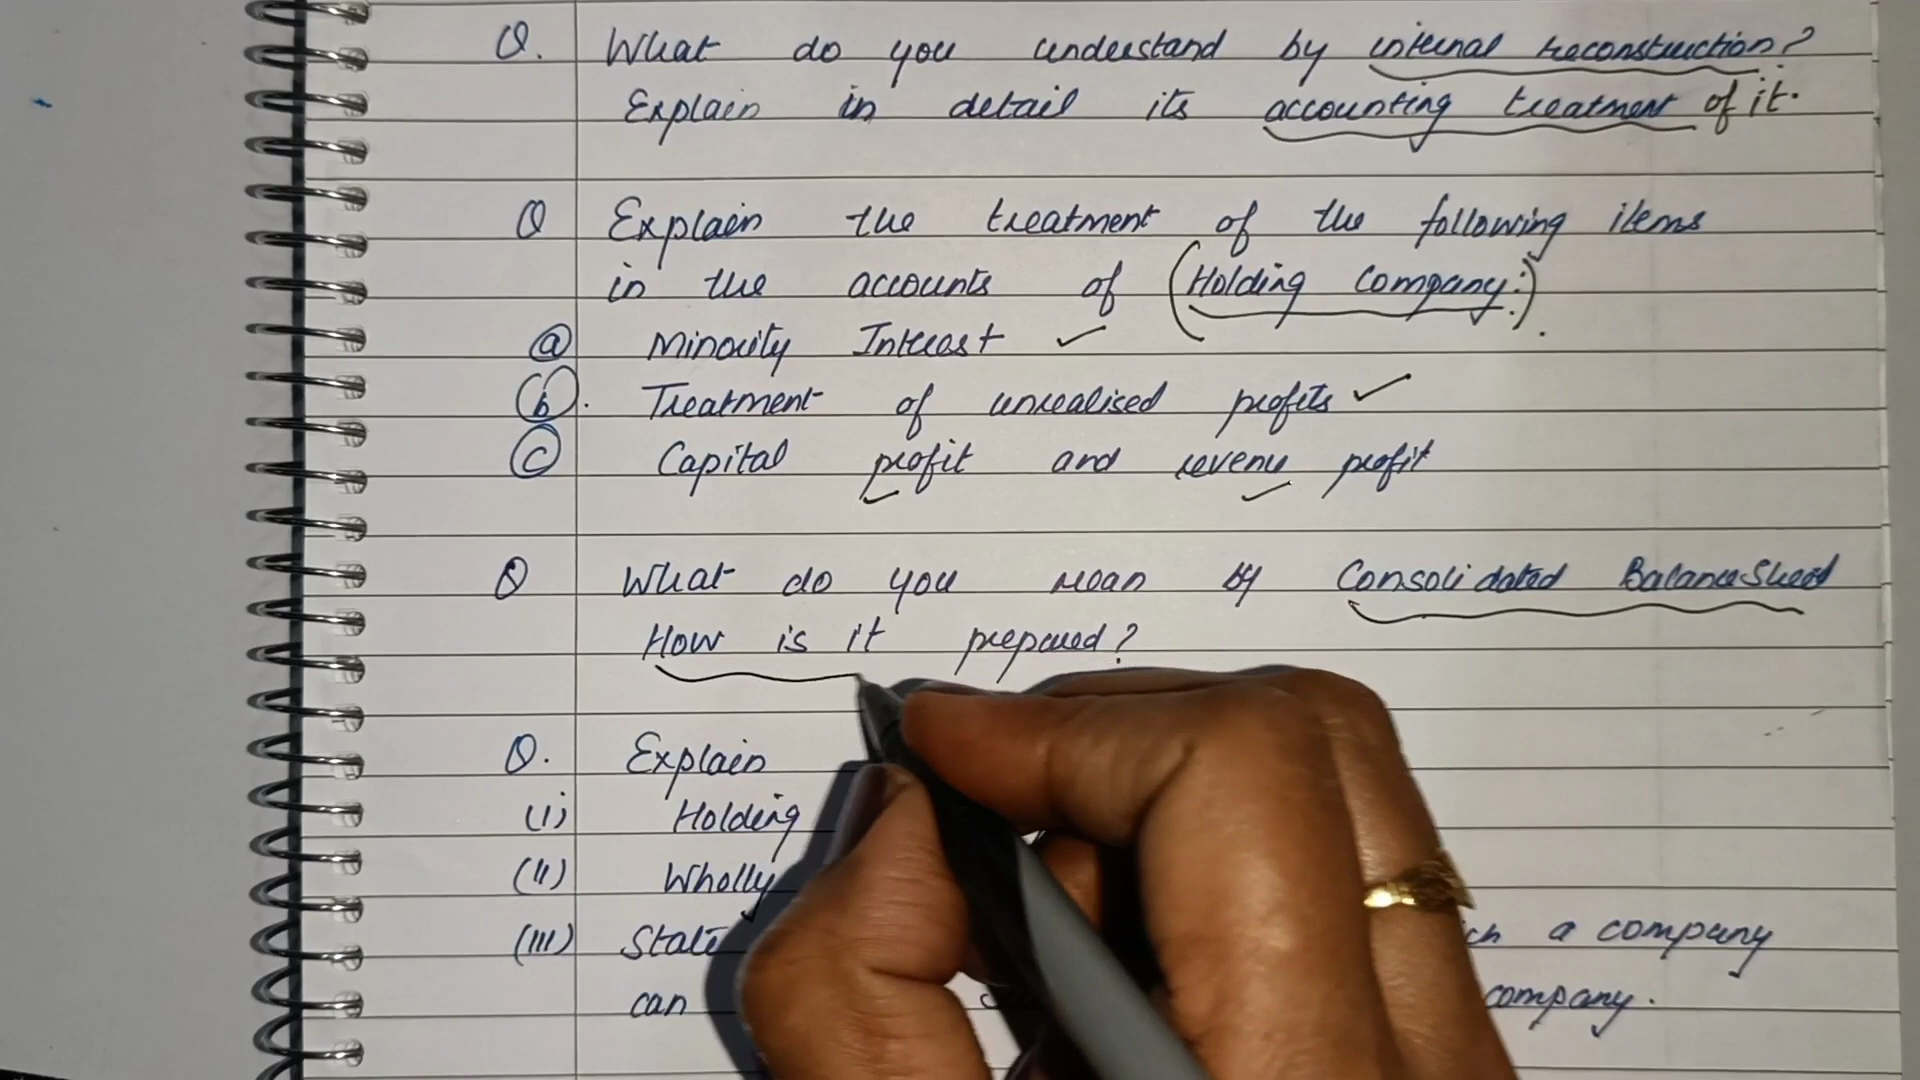 Q. What do you understand by internal reconstruction?
Explain in detail its accounting treatment of it.
Q Explain the treatment of the following items
in the accounts of (Holding Company:).
(a) Minority Interest ✓
(b). Treatment of unrealised profits ✓
(c) Capital profit and revenu profit
Q What do you mean by Consolidated BalanceSheet
How is it prepared?
Q. Explain
(i) Holding
(ii) Wholly
(iii) State a company
can company.